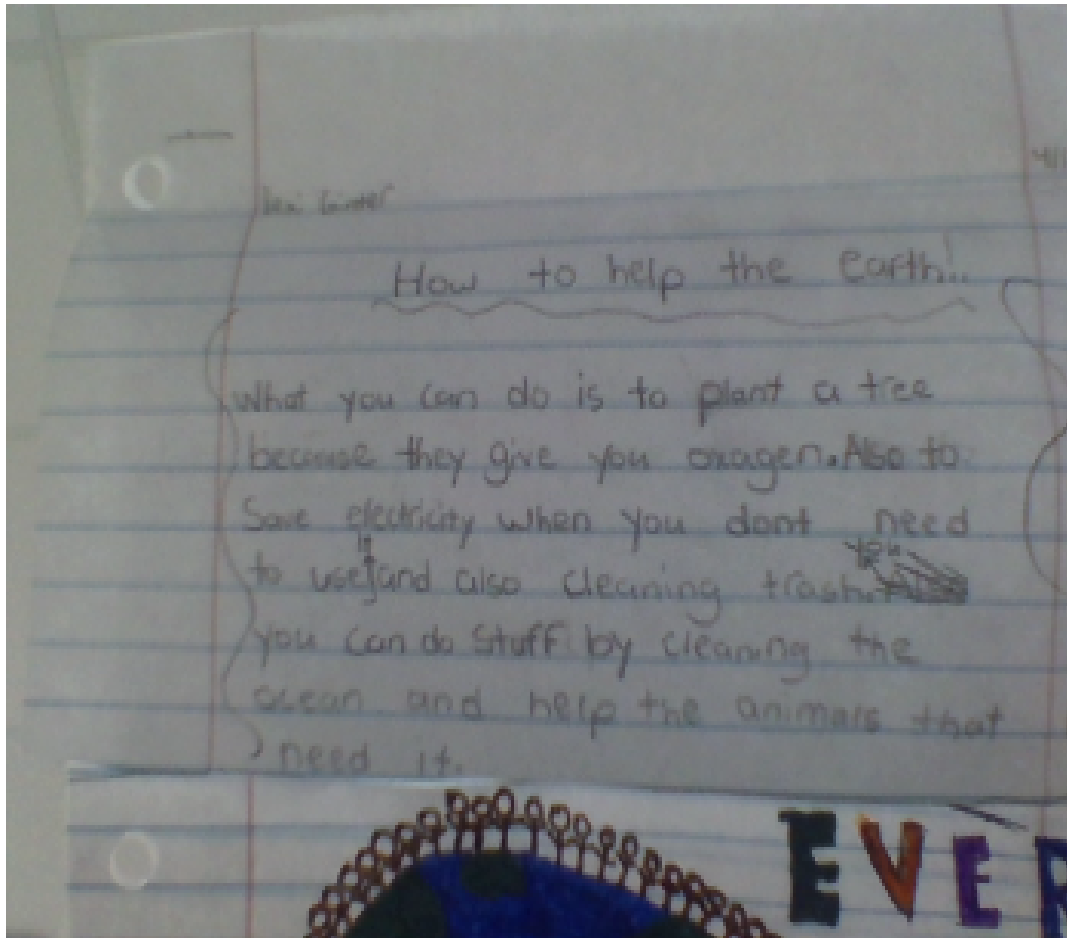 How to help the earth!!
What you can do is to plant a tree
because they give you oxagen. Also to
Save electricity when you dont need
to use it and also cleaning trash. You
you can do stuff by cleaning the
ocean and help the animals that
need it.
EVER